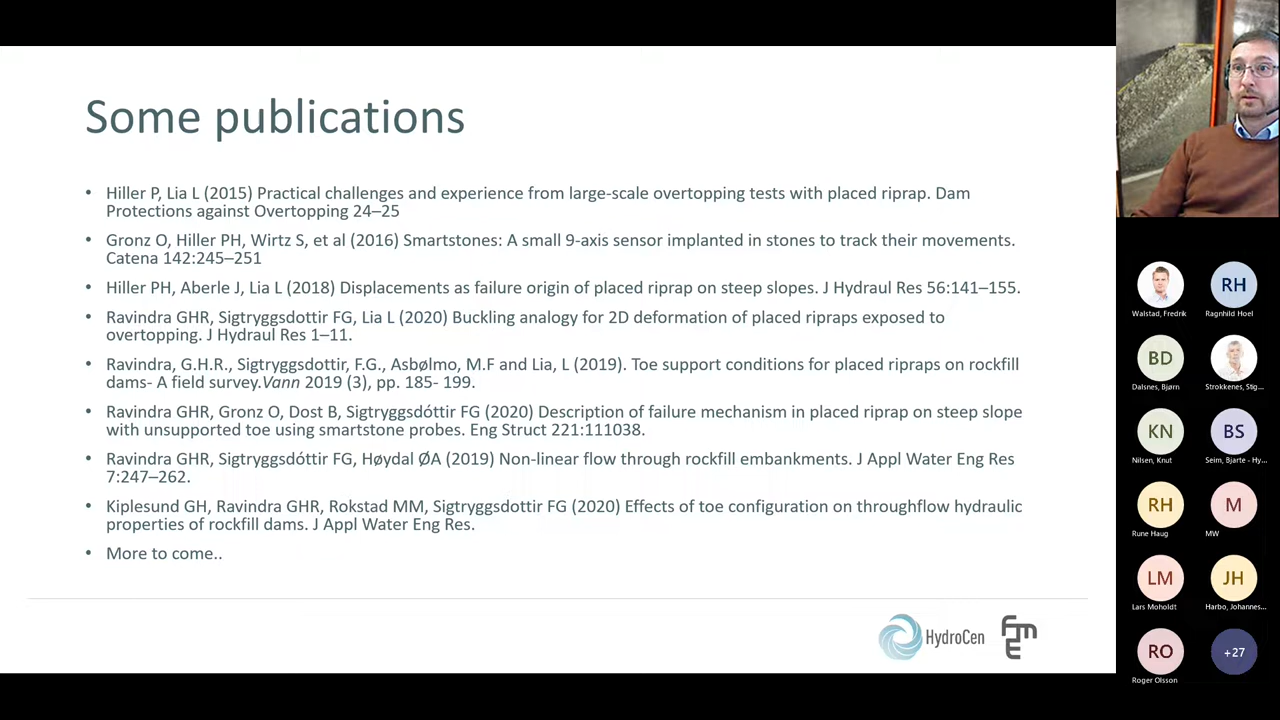 Some publications
• Hiller P, Lia L (2015) Practical challenges and experience from large-scale overtopping tests with placed riprap. Dam
Protections against Overtopping 24–25
• Gronz O, Hiller PH, Wirtz S, et al (2016) Smartstones: A small 9-axis sensor implanted in stones to track their movements.
Catena 142:245–251
• Hiller PH, Aberle J, Lia L (2018) Displacements as failure origin of placed riprap on steep slopes. J Hydraul Res 56:141–155.
• Ravindra GHR, Sigtryggsdottir FG, Lia L (2020) Buckling analogy for 2D deformation of placed ripraps exposed to
overtopping. J Hydraul Res 1–11.
• Ravindra, G.H.R., Sigtryggsdottir, F.G., Asbølmo, M.F and Lia, L (2019). Toe support conditions for placed ripraps on rockfill
dams- A field survey.Vann 2019 (3), pp. 185- 199.
• Ravindra GHR, Gronz O, Dost B, Sigtryggsdóttir FG (2020) Description of failure mechanism in placed riprap on steep slope
with unsupported toe using smartstone probes. Eng Struct 221:111038.
• Ravindra GHR, Sigtryggsdóttir FG, Høydal ØA (2019) Non-linear flow through rockfill embankments. J Appl Water Eng Res
7:247–262.
• Kiplesund GH, Ravindra GHR, Rokstad MM, Sigtryggsdottir FG (2020) Effects of toe configuration on throughflow hydraulic
properties of rockfill dams. J Appl Water Eng Res.
• More to come..
HydroCen
FME
RH
Walstad, Fredrik
Ragnhild Hoel
BD
Dalsnes, Bjørn
Strokkenes, Stig...
KN
BS
Nilsen, Knut
Seim, Bjarte - Hy...
RH
M
Rune Haug
MW
LM
JH
Lars Moholdt
Harbo, Johannes...
RO
+27
Roger Olsson